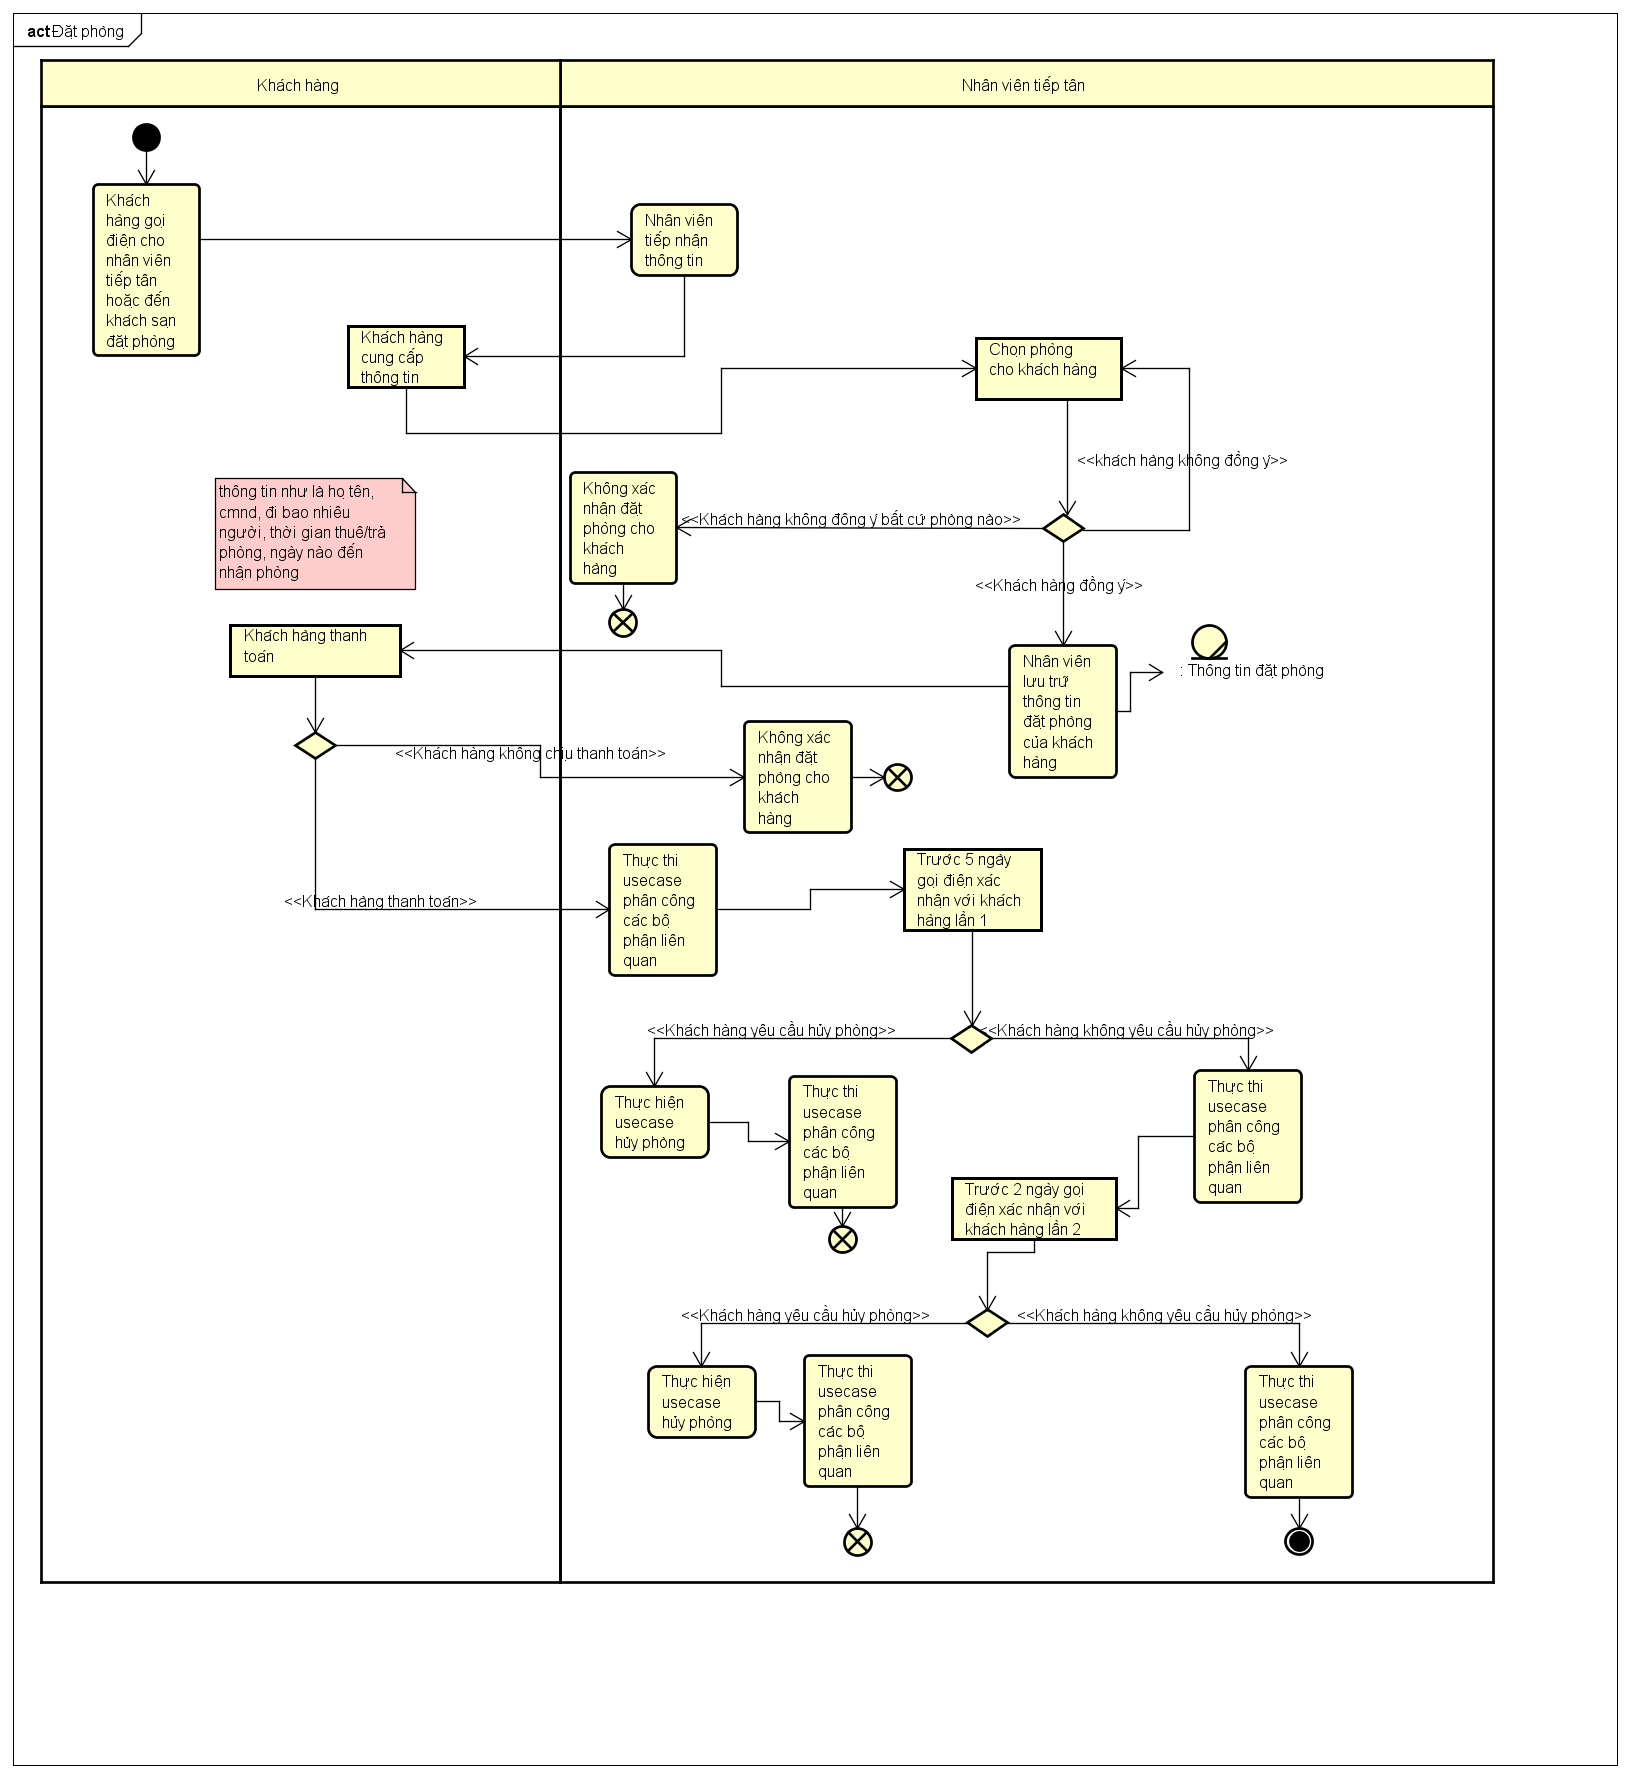 act Đặt phòng
Khách hàng
Nhân viên tiếp tân
Khách
hàng gọi
điện cho
nhân viên
tiếp tân
hoặc đến
khách sạn
đặt phòng
Nhân viên
tiếp nhận
thông tin
Khách hàng
cung cấp
thông tin
Chọn phòng
cho khách hàng
<<khách hàng không đồng ý>>
thông tin như là họ tên,
cmnd, đi bao nhiêu
người, thời gian thuê/trả
phòng, ngày nào đến
nhận phòng
Không xác
nhận đặt
phòng cho
khách
hàng
<<Khách hàng không đông ý bất cứ phòng nào>>
<<Khách hàng đồng ý>>
Khách hàng thanh
toán
Nhân viên
lưu trữ
thông tin
đặt phòng
của khách
hàng
: Thông tin đặt phòng
<<Khách hàng không chịu thanh toán>>
Không xác
nhận đặt
phòng cho
khách
hàng
<<Khách hàng thanh toán>>
Thực thi
usecase
phân công
các bộ
phận liên
quan
Trước 5 ngày
gọi điện xác
nhận với khách
hàng lần 1
<<Khách hàng yêu cầu hủy phòng>>
<<Khách hàng không yêu cầu hủy phòng>>
Thực hiện
usecase
hủy phòng
Thực thi
usecase
phân công
các bộ
phận liên
quan
Thực thi
usecase
phân công
các bộ
phận liên
quan
Trước 2 ngày gọi
điện xác nhận với
khách hàng lần 2
<<Khách hàng yêu cầu hủy phòng>>
<<Khách hàng không yêu cầu hủy phòng>>
Thực hiện
usecase
hủy phòng
Thực thi
usecase
phân công
các bộ
phận liên
quan
Thực thi
usecase
phân công
các bộ
phận liên
quan